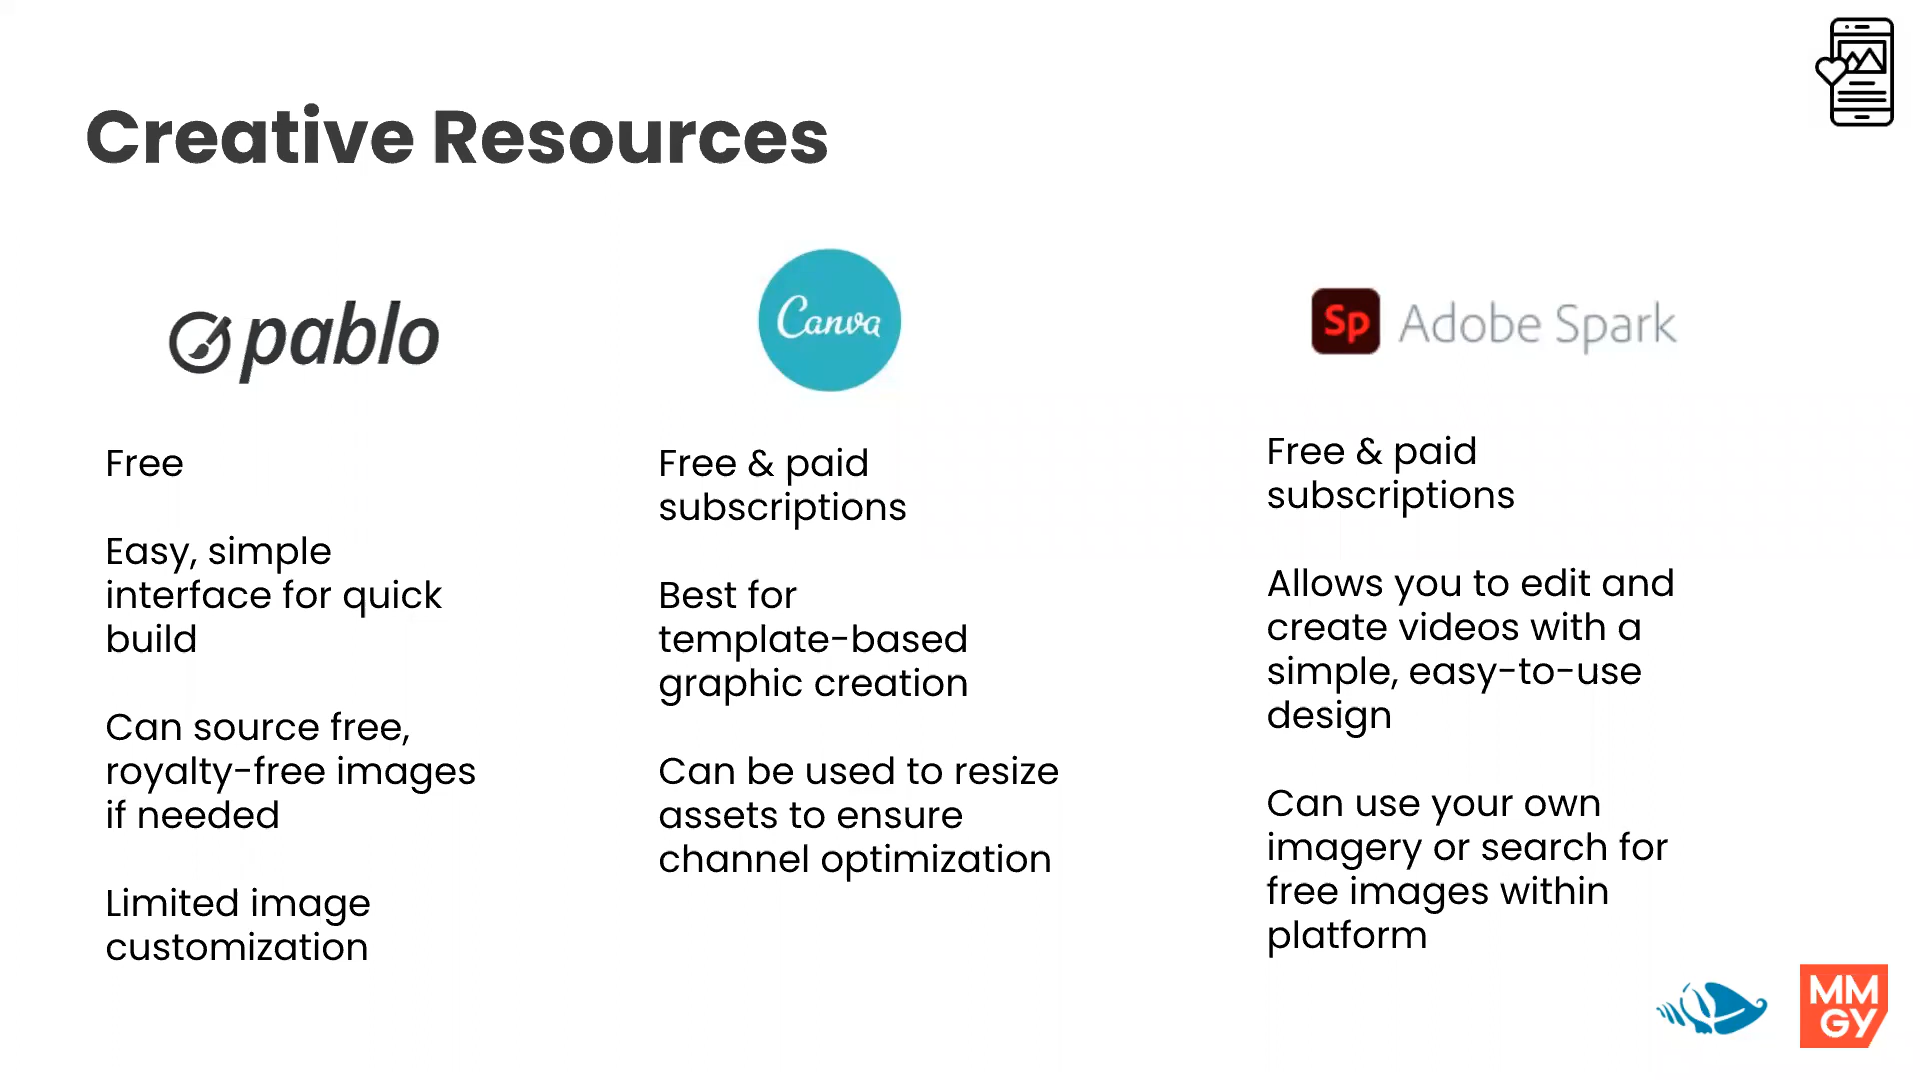 Creative Resources
pablo
Free
Easy, simple
interface for quick
build
Can source free,
royalty-free images
if needed
Limited image
customization
Canva
Free & paid
subscriptions
Best for
template-based
graphic creation
Can be used to resize
assets to ensure
channel optimization
Sp Adobe Spark
Free & paid
subscriptions
Allows you to edit and
create videos with a
simple, easy-to-use
design
Can use your own
imagery or search for
free images within
platform
MM
GY